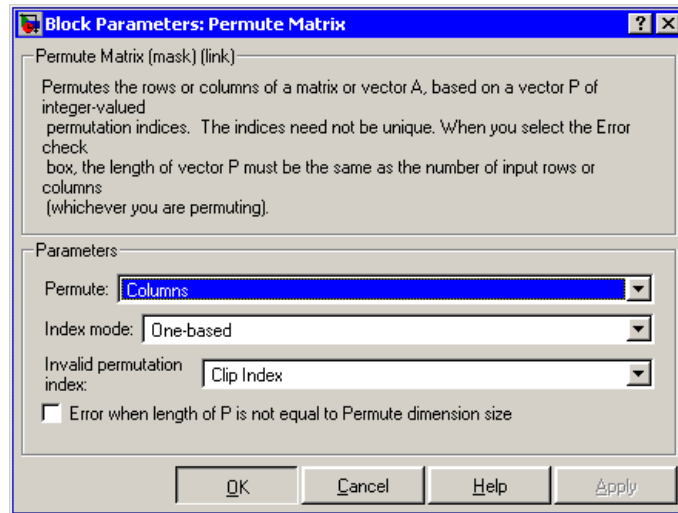 Block Parameters: Permute Matrix
Permute Matrix (mask) (link)
Permutes the rows or columns of a matrix or vector A, based on a vector P of
integer-valued
permutation indices.  The indices need not be unique. When you select the Error
check
box, the length of vector P must be the same as the number of input rows or
columns
(whichever you are permuting).
Parameters
Permute: Columns
Index mode: One-based
Invalid permutation
index: Clip Index
Error when length of P is not equal to Permute dimension size
OK Cancel Help Apply